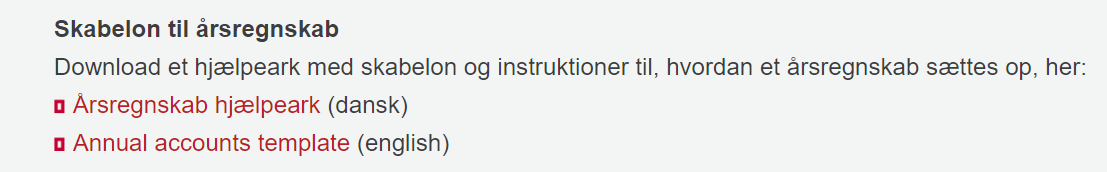 Skabelon til årsregnskab
Download et hjælpeark med skabelon og instruktioner til, hvordan et årsregnskab sættes op, her:
Årsregnskab hjælpeark (dansk)
Annual accounts template (english)